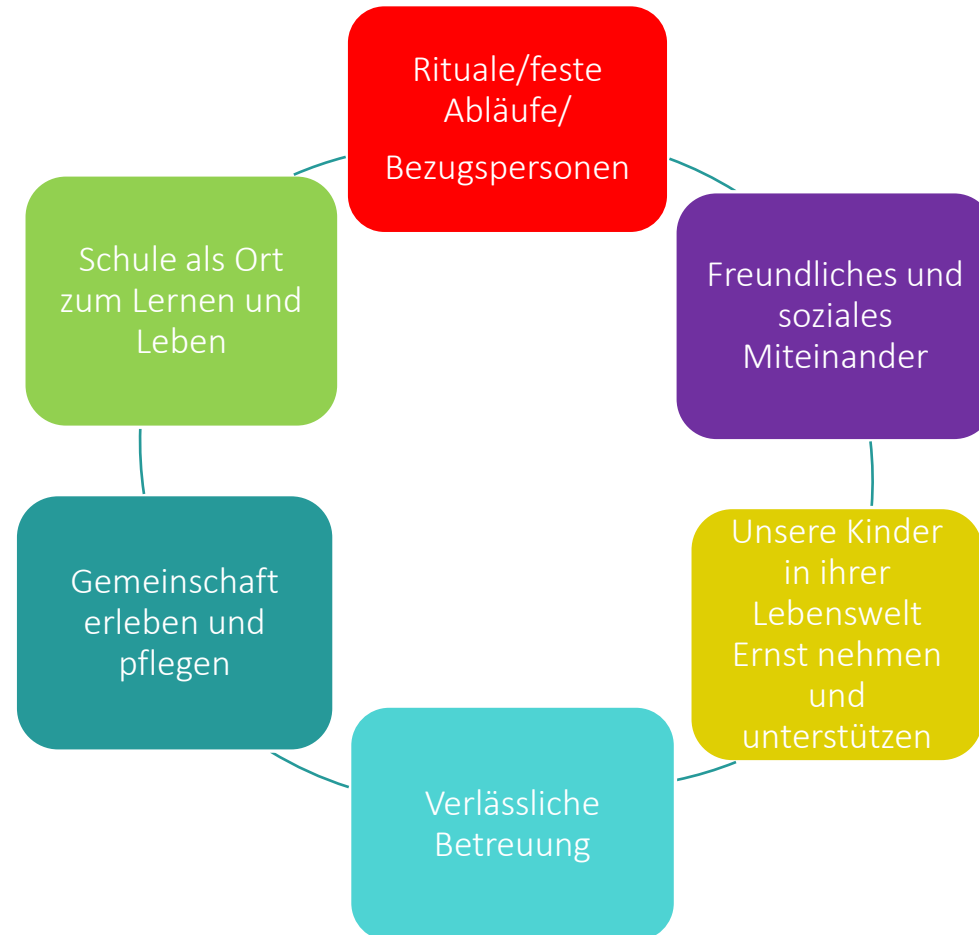 Rituale/feste
Abläufe/
Bezugspersonen
Freundliches und
soziales
Miteinander
Unsere Kinder
in ihrer
Lebenswelt
Ernst nehmen
und
unterstützen
Verlässliche
Betreuung
Gemeinschaft
erleben und
pflegen
Schule als Ort
zum Lernen und
Leben